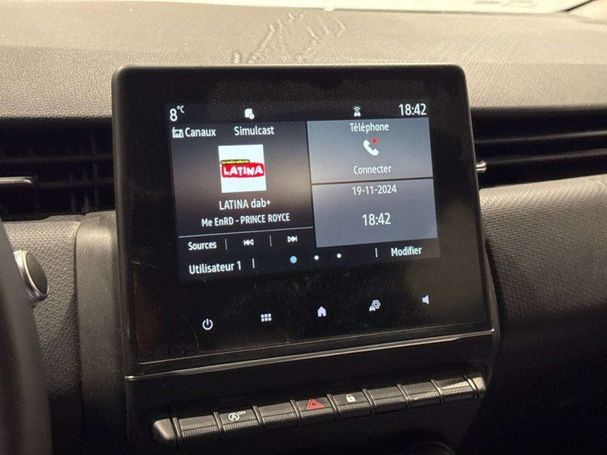 8°C
18:42
Canaux Simulcast
Téléphone
LATINA
Connecter
LATINA dab+
Me EnRD - PRINCE ROYCE
19-11-2024
18:42
Sources
Utilisateur 1
Modifier